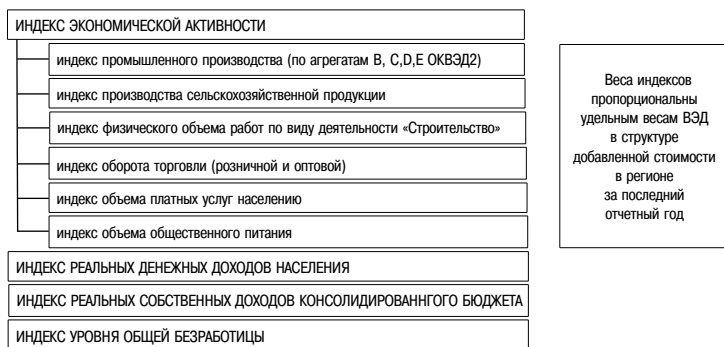 ИНДЕКС ЭКОНОМИЧЕСКОЙ АКТИВНОСТИ
индекс промышленного производства (по агрегатам B, C,D,E ОКВЭД2)
индекс производства сельскохозяйственной продукции
индекс физического объема работ по виду деятельности «Строительство»
индекс оборота торговли (розничной и оптовой)
индекс объема платных услуг населению
индекс объема общественного питания
ИНДЕКС РЕАЛЬНЫХ ДЕНЕЖНЫХ ДОХОДОВ НАСЕЛЕНИЯ
ИНДЕКС РЕАЛЬНЫХ СОБСТВЕННЫХ ДОХОДОВ КОНСОЛИДИРОВАННГОГО БЮДЖЕТА
ИНДЕКС УРОВНЯ ОБЩЕЙ БЕЗРАБОТИЦЫ
Веса индексов
пропорциональны
удельным весам ВЭД
в структуре
добавленной стоимости
в регионе
за последний
отчетный год